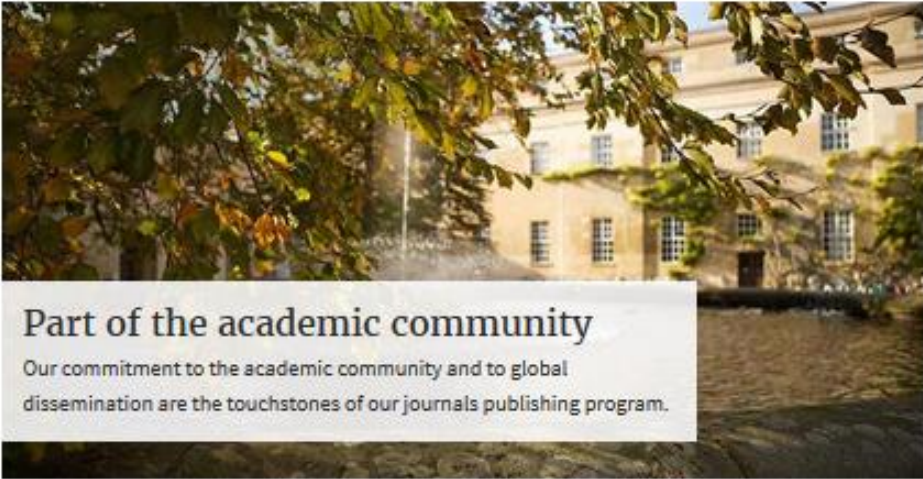 Part of the academic community
Our commitment to the academic community and to global
dissemination are the touchstones of our journals publishing program.